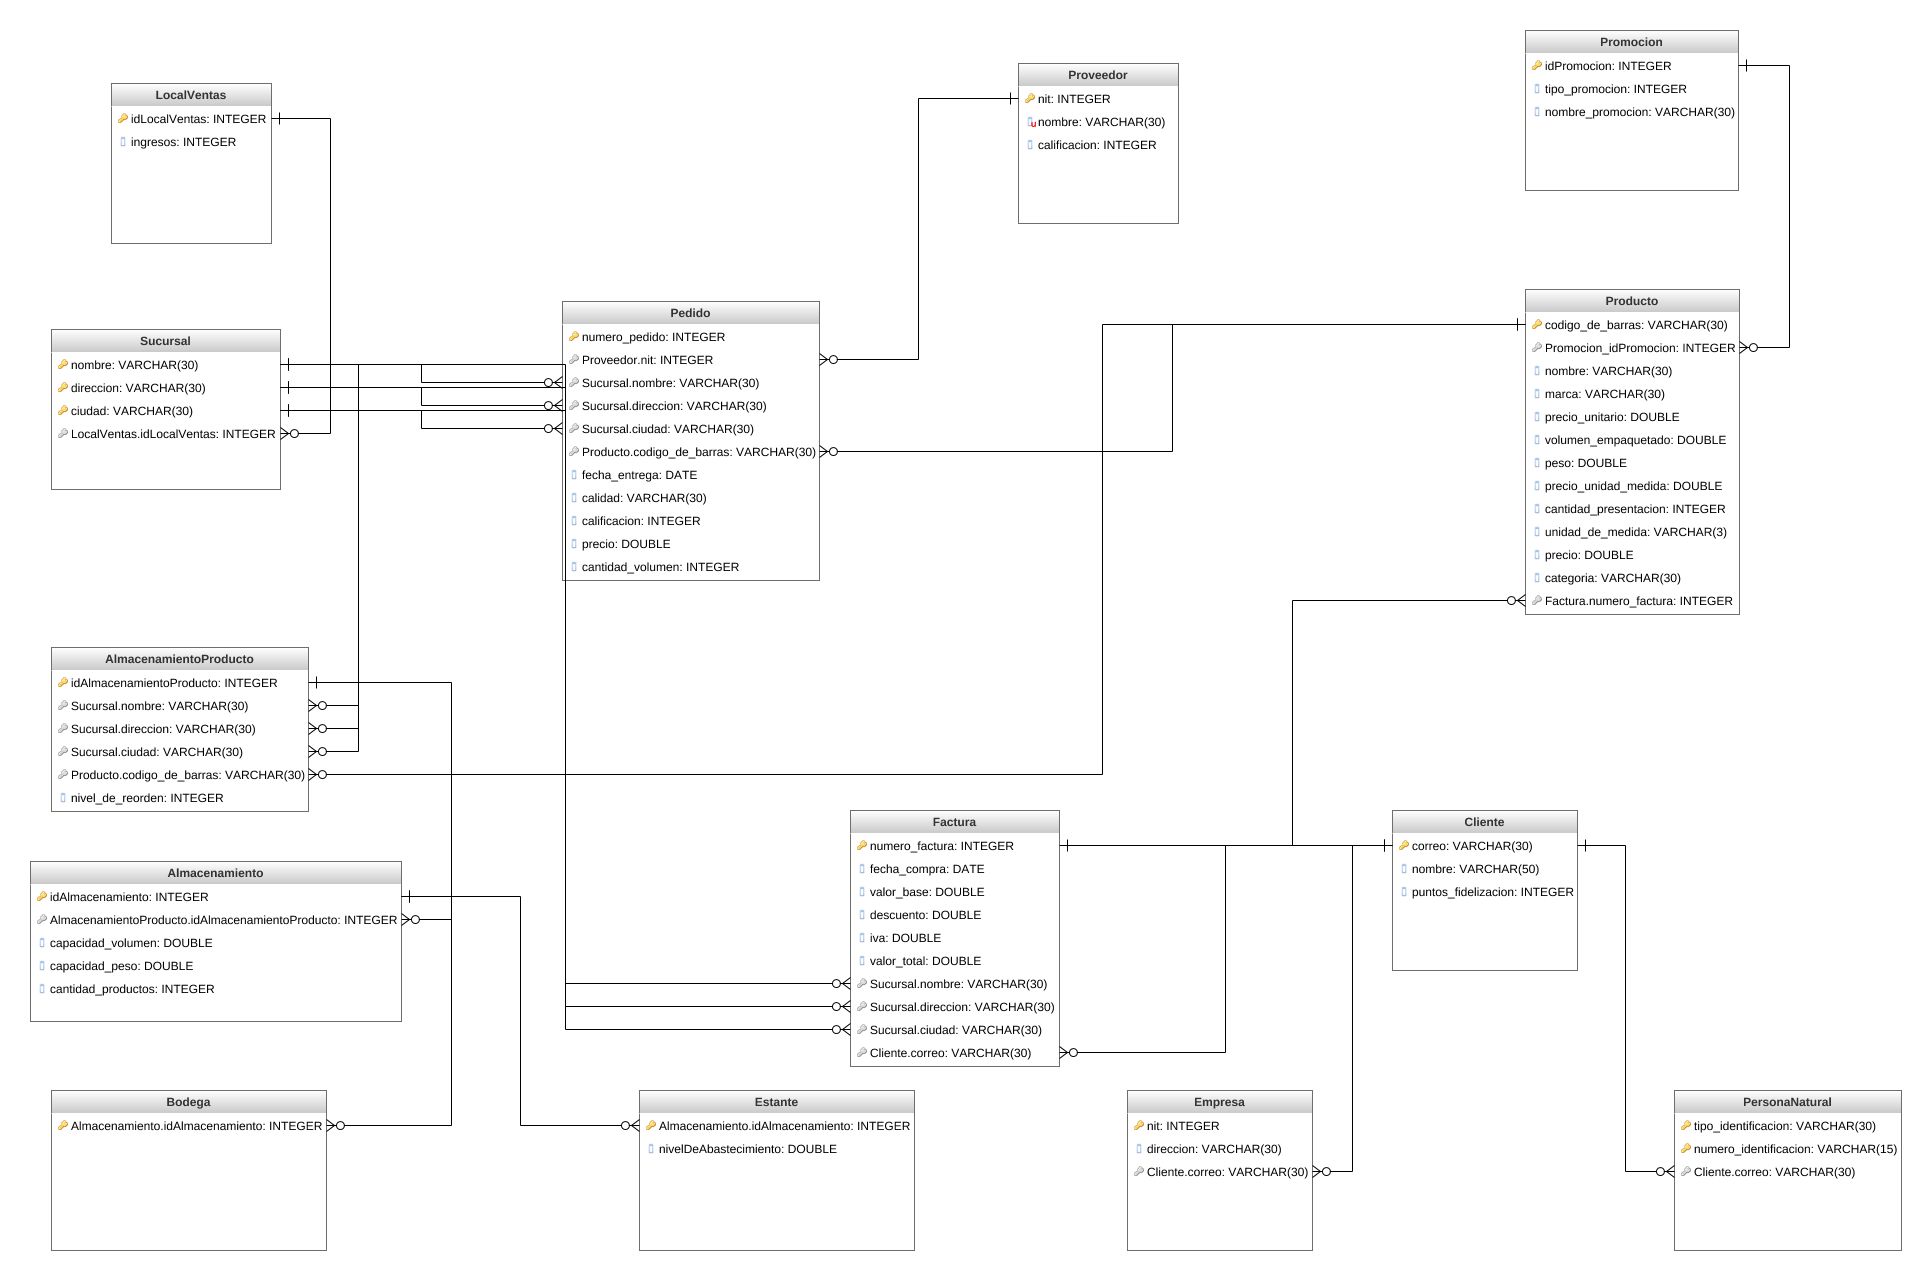 Promocion
idPromocion: INTEGER
tipo_promocion: INTEGER
nombre_promocion: VARCHAR(30)
Proveedor
nit: INTEGER
nombre: VARCHAR(30)
calificacion: INTEGER
LocalVentas
idLocalVentas: INTEGER
ingresos: INTEGER
Sucursal
nombre: VARCHAR(30)
direccion: VARCHAR(30)
ciudad: VARCHAR(30)
LocalVentas.idLocalVentas: INTEGER
Pedido
numero_pedido: INTEGER
Proveedor.nit: INTEGER
Sucursal.nombre: VARCHAR(30)
Sucursal.direccion: VARCHAR(30)
Sucursal.ciudad: VARCHAR(30)
Producto.codigo_de_barras: VARCHAR(30)
fecha_entrega: DATE
calidad: VARCHAR(30)
calificacion: INTEGER
precio: DOUBLE
cantidad_volumen: INTEGER
Producto
codigo_de_barras: VARCHAR(30)
Promocion_idPromocion: INTEGER
nombre: VARCHAR(30)
marca: VARCHAR(30)
precio_unitario: DOUBLE
volumen_empaquetado: DOUBLE
peso: DOUBLE
precio_unidad_medida: DOUBLE
cantidad_presentacion: INTEGER
unidad_de_medida: VARCHAR(3)
precio: DOUBLE
categoria: VARCHAR(30)
Factura.numero_factura: INTEGER
AlmacenamientoProducto
idAlmacenamientoProducto: INTEGER
Sucursal.nombre: VARCHAR(30)
Sucursal.direccion: VARCHAR(30)
Sucursal.ciudad: VARCHAR(30)
Producto.codigo_de_barras: VARCHAR(30)
nivel_de_reorden: INTEGER
Almacenamiento
idAlmacenamiento: INTEGER
AlmacenamientoProducto.idAlmacenamientoProducto: INTEGER
capacidad_volumen: DOUBLE
capacidad_peso: DOUBLE
cantidad_productos: INTEGER
Factura
numero_factura: INTEGER
fecha_compra: DATE
valor_base: DOUBLE
descuento: DOUBLE
iva: DOUBLE
valor_total: DOUBLE
Sucursal.nombre: VARCHAR(30)
Sucursal.direccion: VARCHAR(30)
Sucursal.ciudad: VARCHAR(30)
Cliente.correo: VARCHAR(30)
Cliente
correo: VARCHAR(30)
nombre: VARCHAR(50)
puntos_fidelizacion: INTEGER
Bodega
Almacenamiento.idAlmacenamiento: INTEGER
Estante
Almacenamiento.idAlmacenamiento: INTEGER
nivelDeAbastecimiento: DOUBLE
Empresa
nit: INTEGER
direccion: VARCHAR(30)
Cliente.correo: VARCHAR(30)
PersonaNatural
tipo_identificacion: VARCHAR(30)
numero_identificacion: VARCHAR(15)
Cliente.correo: VARCHAR(30)